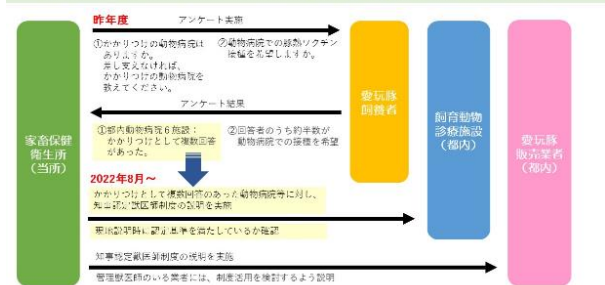 昨年度
アンケート実施
①かかりつけの動物病院は
ありますか。
差し支えなければ、
かかりつけの動物病院を
教えてください。
②動物病院での豚熱ワクチン
接種を希望しますか。
アンケート結果
①都内動物病院6施設：
かかりつけとして複数回答
があった。
②回答者のうち約半数が
動物病院での接種を希望
家畜保健
衛生所
（当所）
愛玩豚
飼養者
飼育動物
診療施設
（都内）
愛玩豚
販売業者
（都内）
2022年8月～
かかりつけとして複数回答のあった動物病院等に対し、
知事認定獣医師制度の説明を実施
制度説明時に認定基準を満たしているか確認
知事認定獣医師制度の説明を実施
管理獣医師のいる業者には、制度活用を検討するよう説明